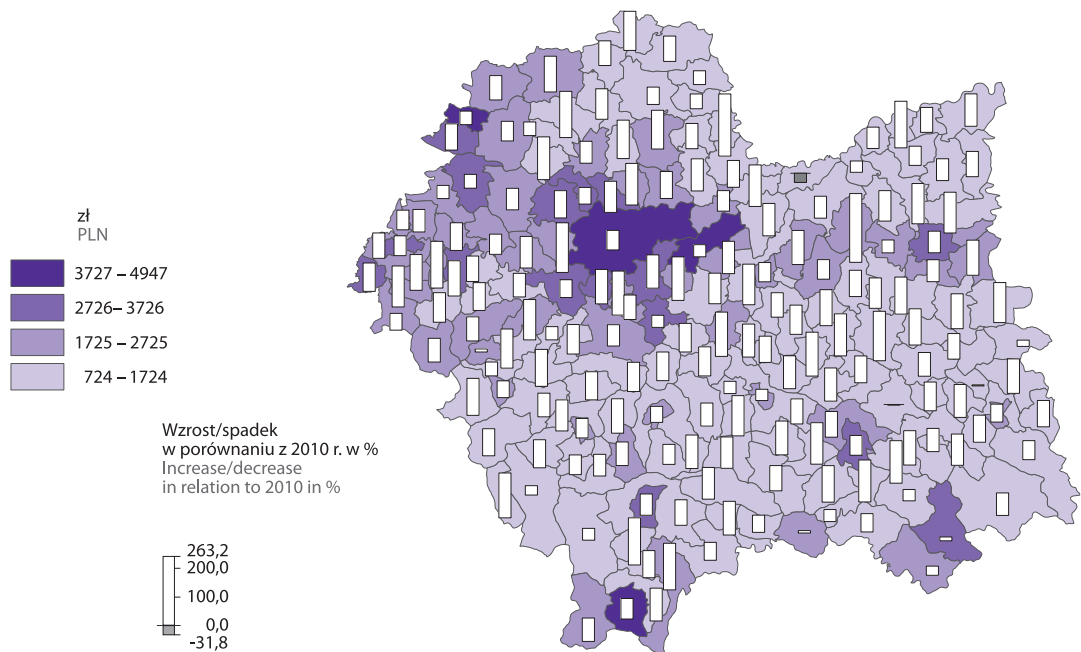 zł
PLN
3727 – 4947
2726– 3726
1725 – 2725
724 – 1724
Wzrost/spadek
w porównaniu z 2010 r. w %
Increase/decrease
in relation to 2010 in %
263,2
200,0
100,0
0,0
-31,8